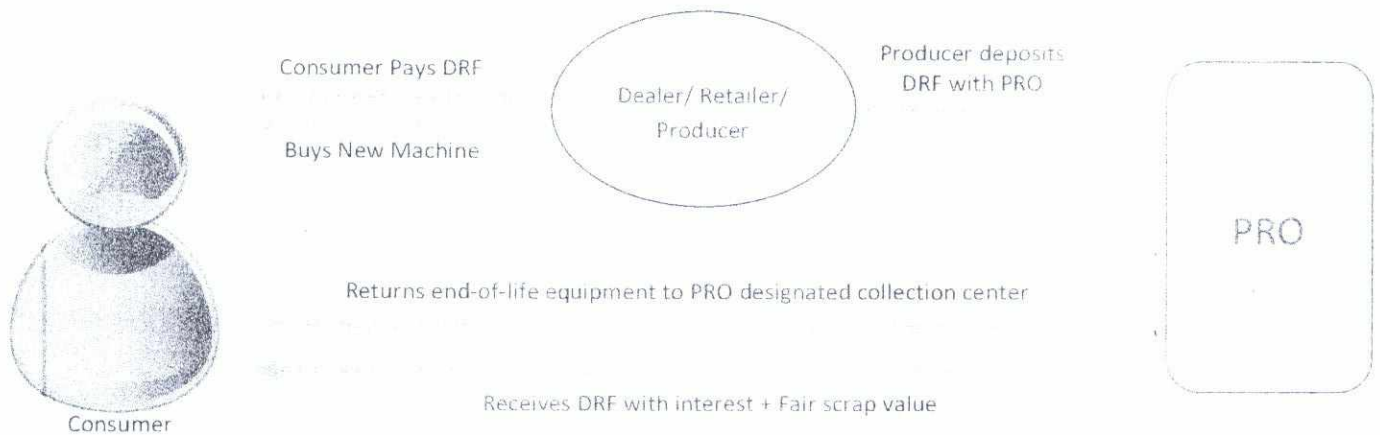 Consumer Pays DRF
Buys New Machine
Dealer/ Retailer/
Producer
Producer deposits
DRF with PRO
PRO
Returns end-of-life equipment to PRO designated collection center
Receives DRF with interest + Fair scrap value
Consumer